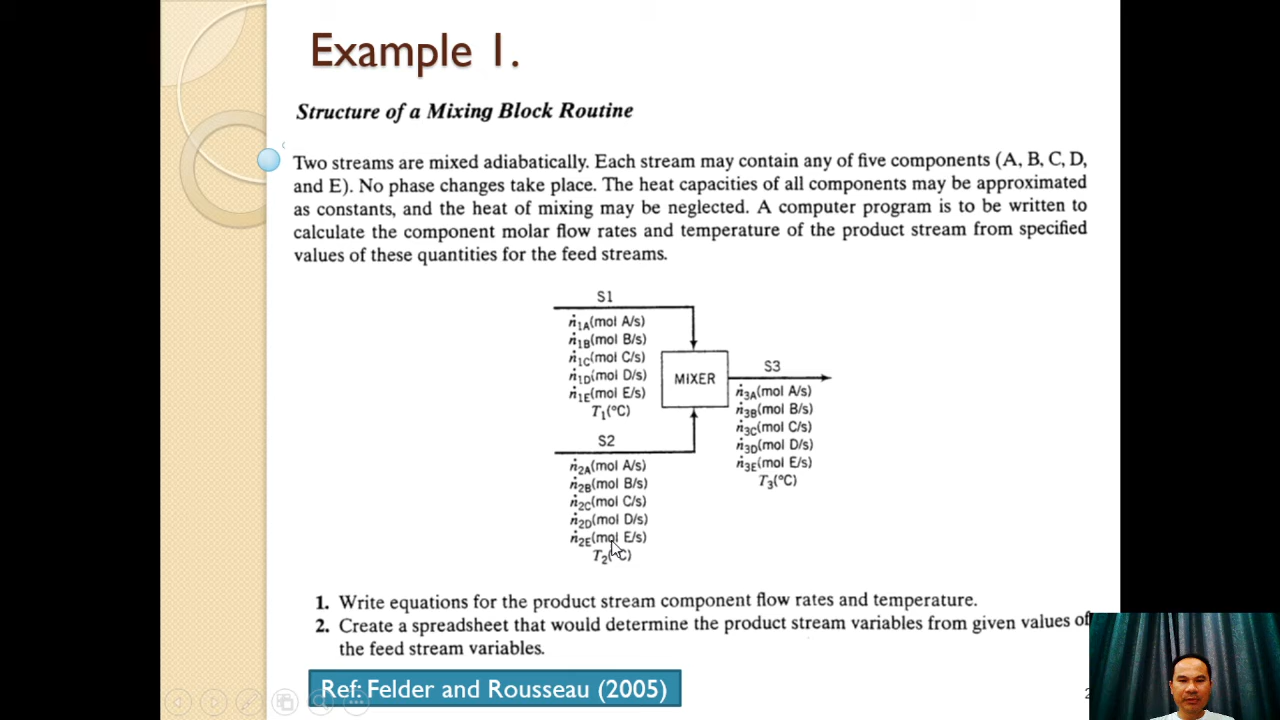 Example 1.
Structure of a Mixing Block Routine
Two streams are mixed adiabatically. Each stream may contain any of five components (A, B, C, D,
and E). No phase changes take place. The heat capacities of all components may be approximated
as constants, and the heat of mixing may be neglected. A computer program is to be written to
calculate the component molar flow rates and temperature of the product stream from specified
values of these quantities for the feed streams.
S1
ṅ1A(mol A/s)
ṅ1B(mol B/s)
ṅ1C(mol C/s)
ṅ1D(mol D/s)
ṅ1E(mol E/s)
T1(°C)
MIXER
S3
ṅ3A(mol A/s)
ṅ3B(mol B/s)
ṅ3C(mol C/s)
ṅ3D(mol D/s)
ṅ3E(mol E/s)
T3(°C)
S2
ṅ2A(mol A/s)
ṅ2B(mol B/s)
ṅ2C(mol C/s)
ṅ2D(mol D/s)
ṅ2E(mol E/s)
T2(°C)
1. Write equations for the product stream component flow rates and temperature.
2. Create a spreadsheet that would determine the product stream variables from given values of
the feed stream variables.
Ref: Felder and Rousseau (2005)